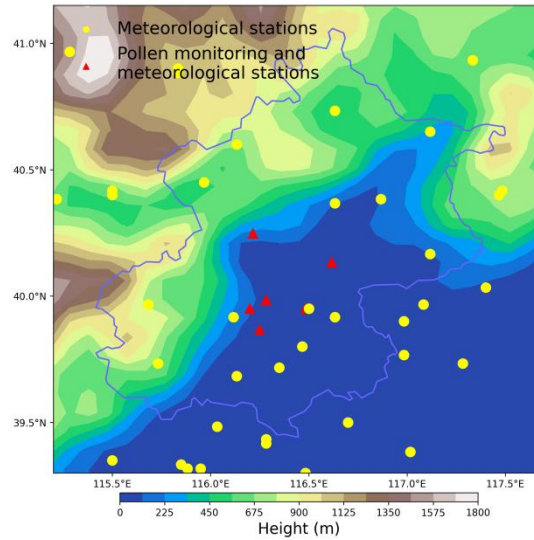 41.0°N
Meteorological stations
Pollen monitoring and
meteorological stations
40.5°N
40.0°N
39.5°N
115.5°E 116.0°E 116.5°E 117.0°E 117.5°E
0 225 450 675 900 1125 1350 1575 1800
Height (m)